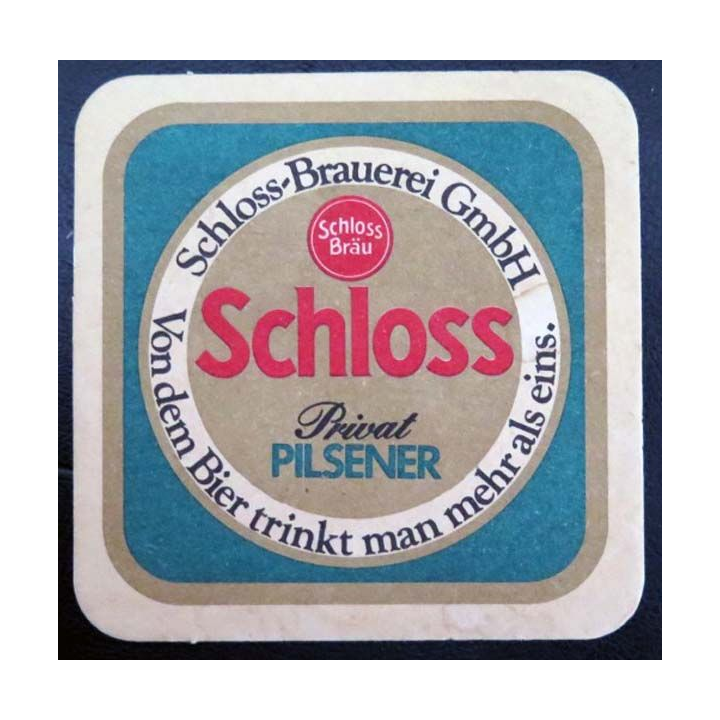 Schloss-Brauerei GmbH
Schloss
Bräu
Schloss
Privat
PILSENER
Von dem Bier trinkt man mehr als eins.